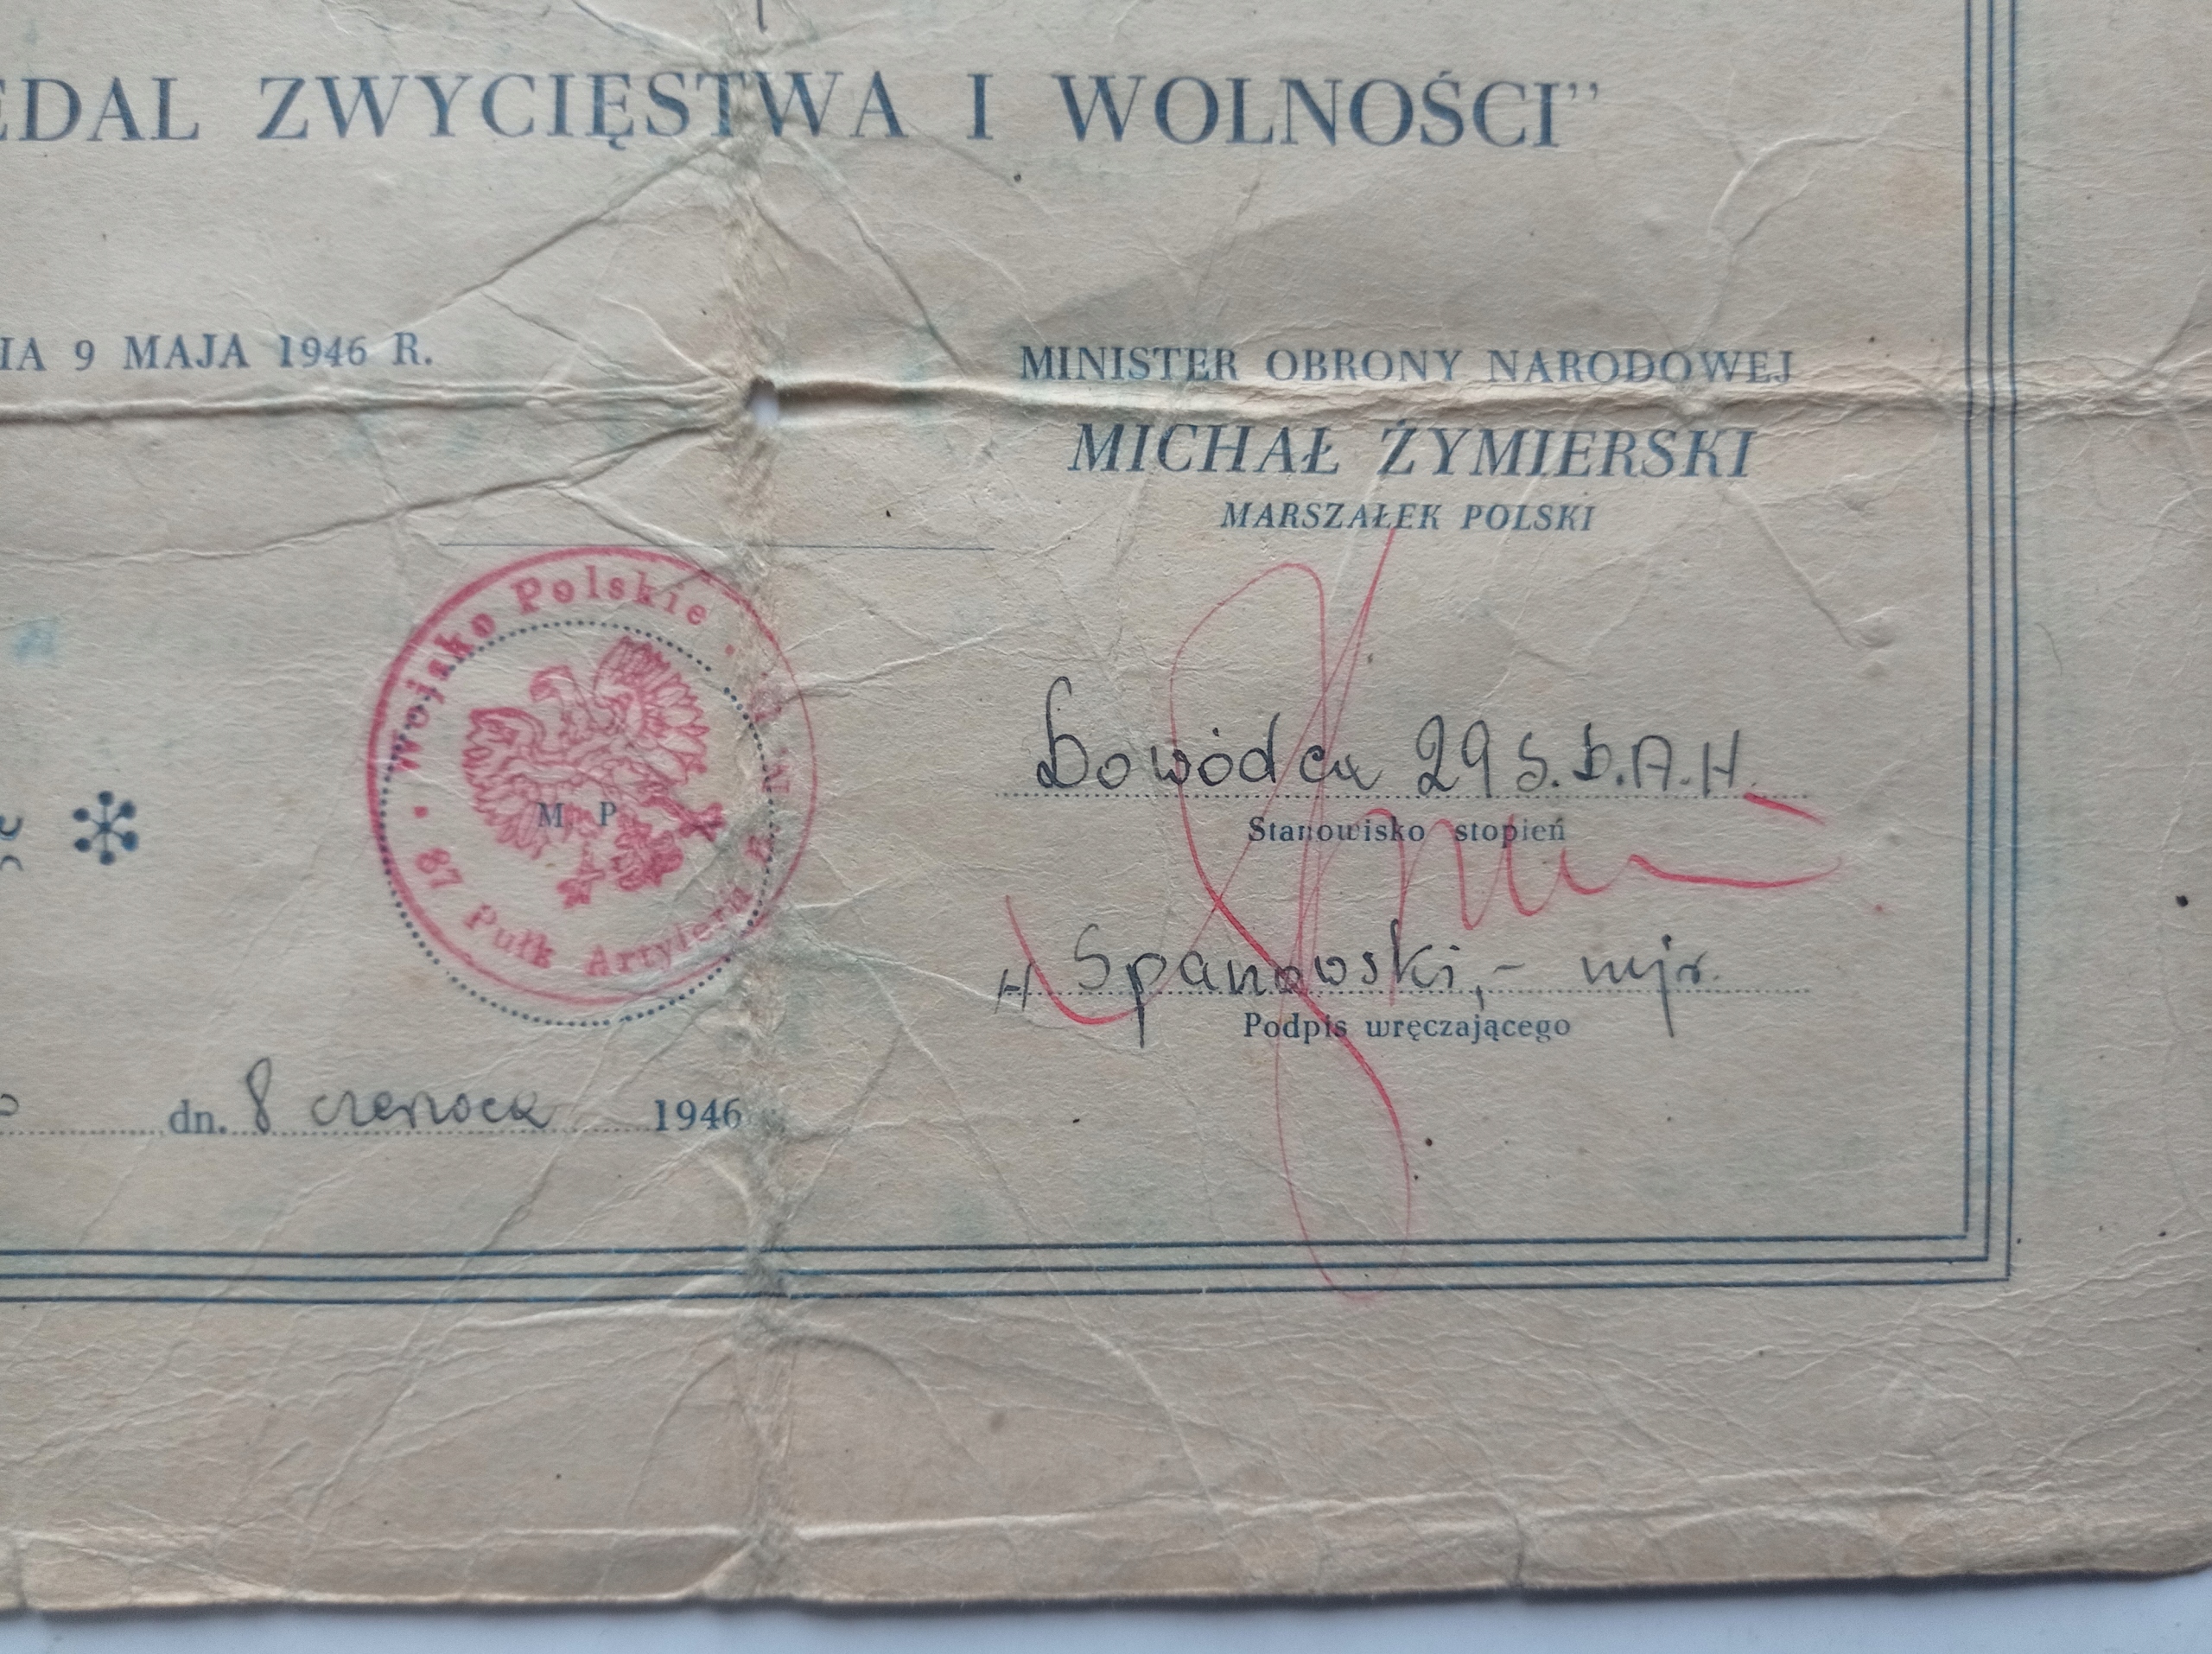 EDAL ZWYCIĘSTWA I WOLNOŚCI”
IA 9 MAJA 1946 R.
MINISTER OBRONY NARODOWEJ
MICHAŁ ŻYMIERSKI
MARSZAŁEK POLSKI
Wojsko Polskie
87 Pułk Artylerii
M P
Dowódca 29 S.D.A.H.
Stanowisko stopień
H Spanowski,- mjr.
Podpis wręczającego
dn. 8 czerwca 1946